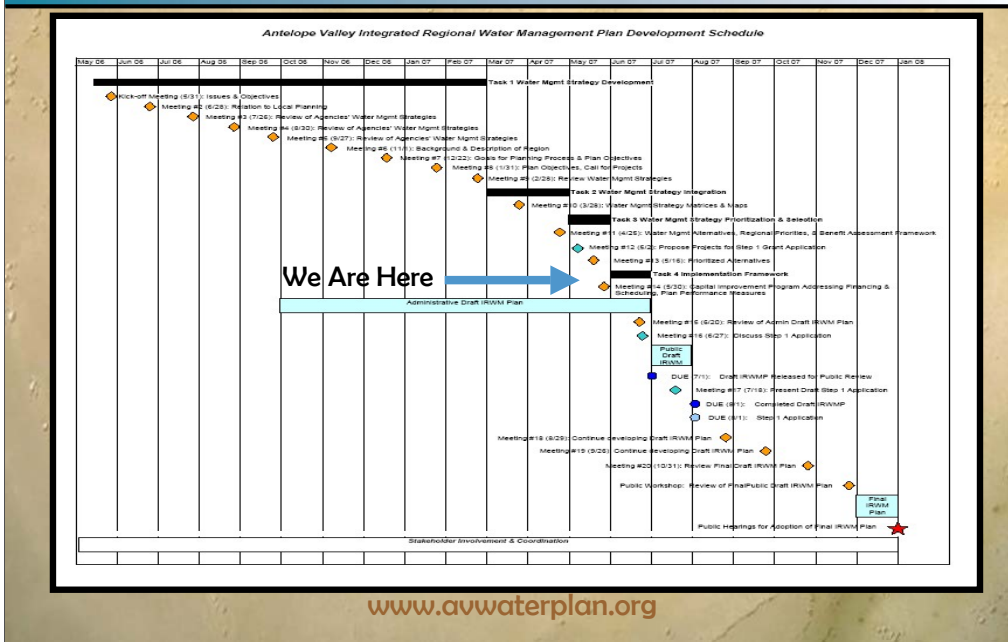 Antelope Valley Integrated Regional Water Management Plan Development Schedule
May 06 Jun 06 Jul 06 Aug 06 Sep 06 Oct 06 Nov 06 Dec 06 Jan 07 Feb 07 Mar 07 Apr 07 May 07 Jun 07 Jul 07 Aug 07 Sep 07 Oct 07 Nov 07 Dec 07 Jan 08
Task 1 Water Mgmt Strategy Development
Kick-off Meeting (5/31): Issues & Objectives
Meeting #2 (6/28): Relation to Local Planning
Meeting #3 (7/26): Review of Agencies' Water Mgmt Strategies
Meeting #4 (8/30): Review of Agencies' Water Mgmt Strategies
Meeting #5 (9/27): Review of Agencies' Water Mgmt Strategies
Meeting #6 (11/1): Background & Description of Region
Meeting #7 (12/22): Goals for Planning Process & Plan Objectives
Meeting #8 (1/31): Plan Objectives, Call for Projects
Meeting #9 (2/28): Review Water Mgmt Strategies
Task 2 Water Mgmt Strategy Integration
Meeting #10 (3/28): Water Mgmt Strategy Matrices & Maps
Task 3 Water Mgmt Strategy Prioritization & Selection
Meeting #11 (4/25): Water Mgmt Alternatives, Regional Priorities, & Benefit Assessment Framework
Meeting #12 (5/2): Propose Projects for Step 1 Grant Application
Meeting #13 (5/16): Prioritized Alternatives
We Are Here
Task 4 Implementation Framework
Meeting #14 (5/30): Capital Improvement Program Addressing Financing &
Scheduling, Plan Performance Measures
Administrative Draft IRWM Plan
Meeting #15 (6/20): Review of Admin Draft IRWM Plan
Meeting #16 (6/27): Discuss Step 1 Application
Public
Draft
IRWM
DUE (7/1): Draft IRWMP Released for Public Review
Meeting #17 (7/18): Present Draft Step 1 Application
DUE (8/1): Completed Draft IRWMP
DUE (8/1): Step 1 Application
Meeting #18 (8/29): Continue developing Draft IRWM Plan
Meeting #19 (9/26): Continue developing Draft IRWM Plan
Meeting #20 (10/31): Review Final Draft IRWM Plan
Public Workshop: Review of FinalPublic Draft IRWM Plan
Final
IRWM
Plan
Public Hearings for Adoption of Final IRWM Plan
Stakeholder Involvement & Coordination
www.avwaterplan.org